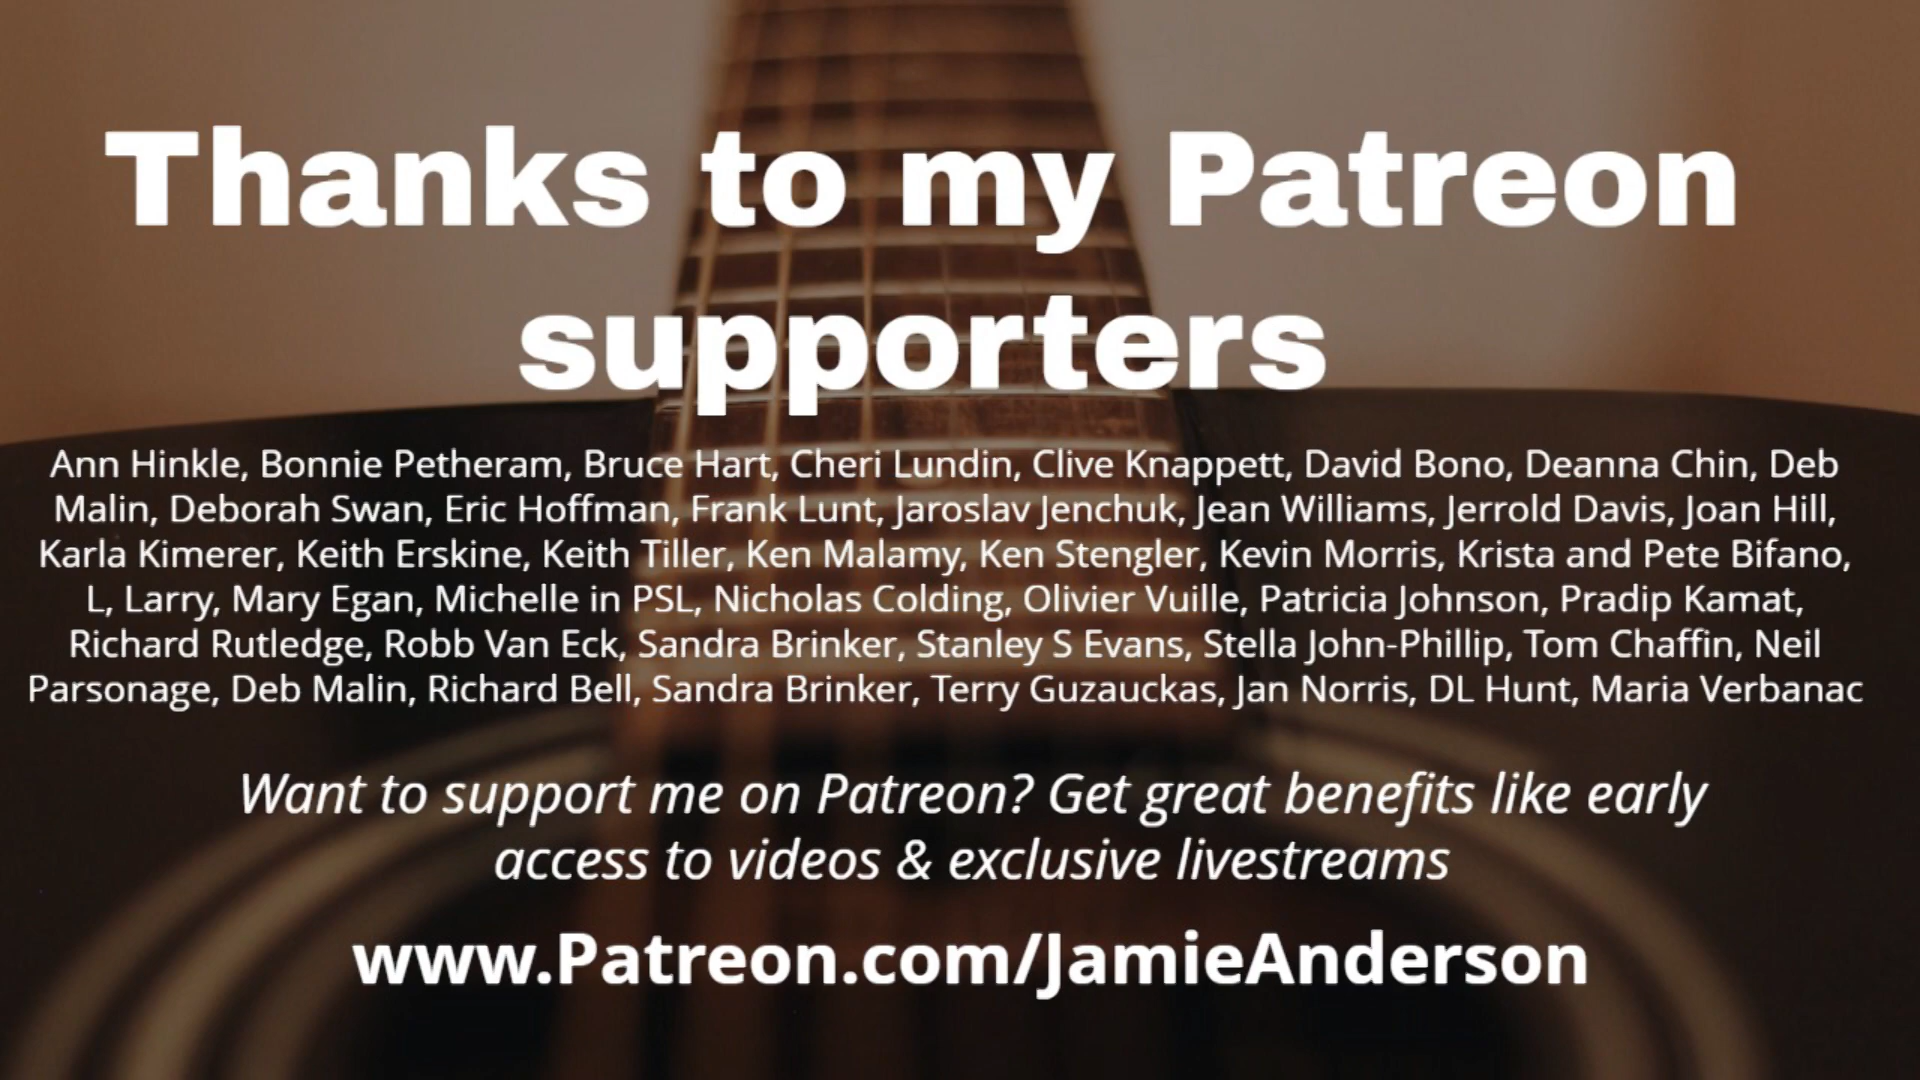 Thanks to my Patreon
supporters
Ann Hinkle, Bonnie Petheram, Bruce Hart, Cheri Lundin, Clive Knappett, David Bono, Deanna Chin, Deb
Malin, Deborah Swan, Eric Hoffman, Frank Lunt, Jaroslav Jenchuk, Jean Williams, Jerrold Davis, Joan Hill,
Karla Kimerer, Keith Erskine, Keith Tiller, Ken Malamy, Ken Stengler, Kevin Morris, Krista and Pete Bifano,
L, Larry, Mary Egan, Michelle in PSL, Nicholas Colding, Olivier Vuille, Patricia Johnson, Pradip Kamat,
Richard Rutledge, Robb Van Eck, Sandra Brinker, Stanley S Evans, Stella John-Phillip, Tom Chaffin, Neil
Parsonage, Deb Malin, Richard Bell, Sandra Brinker, Terry Guzauckas, Jan Norris, DL Hunt, Maria Verbanac
Want to support me on Patreon? Get great benefits like early
access to videos & exclusive livestreams
www.Patreon.com/JamieAnderson